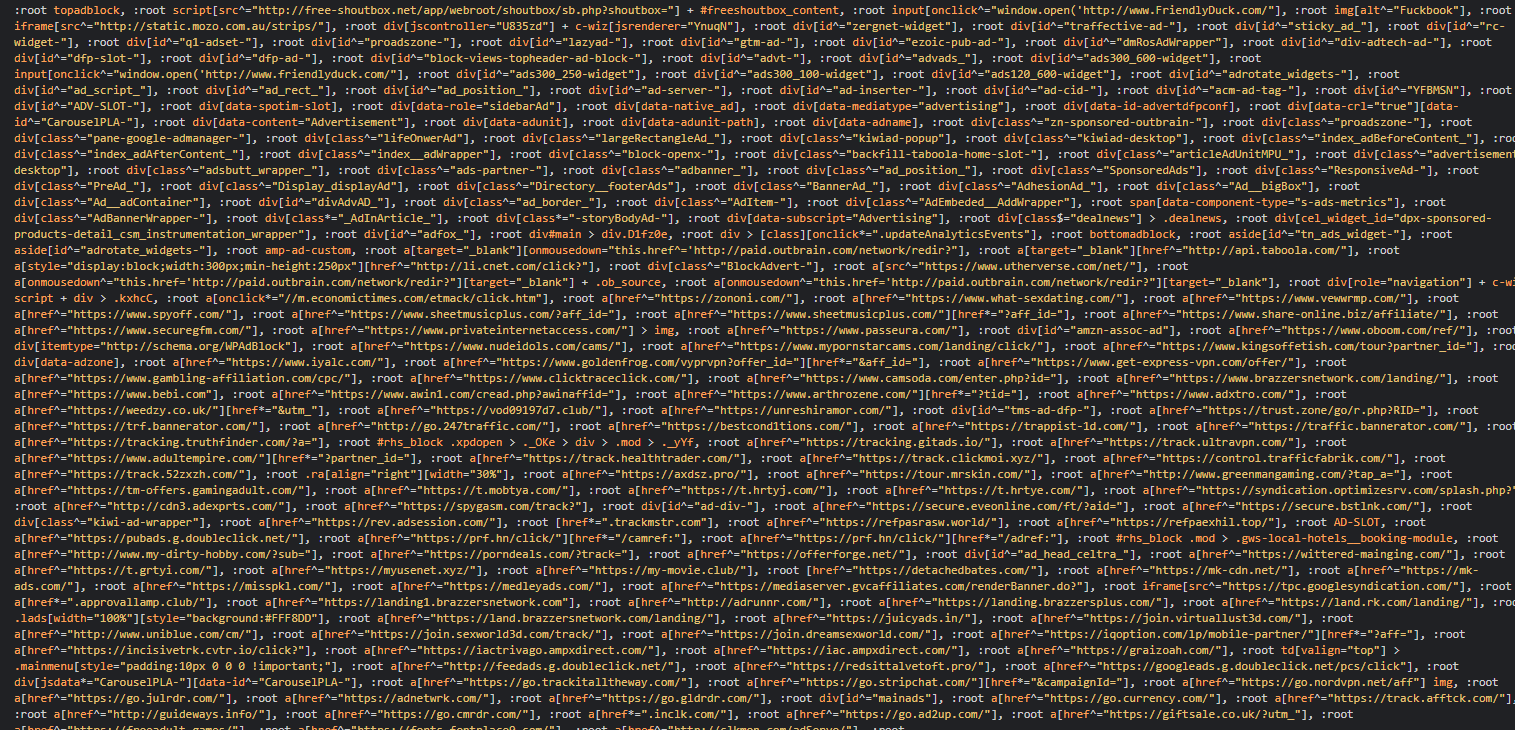 :root topadblock, :root script[src^="http://free-shoutbox.net/app/webroot/shoutbox/sb.php?shoutbox="] + #freeshoutbox_content, :root input[onclick^="window.open('http://www.FriendlyDuck.com/"], :root img[alt^="Fuckbook"], :root
iframe[src^="http://static.mozo.com.au/strips/"], :root div[jscontroller="U835zd"] + c-wiz[jsrenderer="YnuqN"], :root div[id^="zergnet-widget"], :root div[id^="traffective-ad-"], :root div[id^="sticky_ad_"], :root div[id^="rc-
widget-"], :root div[id^="q1-adset-"], :root div[id^="proadszone-"], :root div[id^="lazyad-"], :root div[id^="gtm-ad-"], :root div[id^="ezoic-pub-ad-"], :root div[id^="dmRosAdWrapper"], :root div[id^="div-adtech-ad-"], :root
div[id^="dfp-slot-"], :root div[id^="dfp-ad-"], :root div[id^="block-views-topheader-ad-block-"], :root div[id^="advt-"], :root div[id^="advads_"], :root div[id^="ads300_600-widget"], :root
input[onclick^="window.open('http://www.friendlyduck.com/"], :root div[id^="ads300_250-widget"], :root div[id^="ads300_100-widget"], :root div[id^="ads120_600-widget"], :root div[id^="adrotate_widgets-"], :root
div[id^="ad_script_"], :root div[id^="ad_rect_"], :root div[id^="ad_position_"], :root div[id^="ad-server-"], :root div[id^="ad-inserter-"], :root div[id^="ad-cid-"], :root div[id^="acm-ad-tag-"], :root div[id^="YFBMSN"], :root
div[id^="ADV-SLOT-"], :root div[data-spotim-slot], :root div[data-role="sidebarAd"], :root div[data-native_ad], :root div[data-mediatype="advertising"], :root div[data-id-advertdfpconf], :root div[data-crl="true"][data-
id^="CarouselPLA-"], :root div[data-content="Advertisement"], :root div[data-adunit], :root div[data-adunit-path], :root div[data-adname], :root div[class^="zn-sponsored-outbrain-"], :root div[class^="proadszone-"], :root
div[class^="pane-google-admanager-"], :root div[class^="lifeOnwerAd"], :root div[class^="largeRectangleAd_"], :root div[class^="kiwiad-popup"], :root div[class^="kiwiad-desktop"], :root div[class^="index_adBeforeContent_"], :root
div[class^="index_adAfterContent_"], :root div[class^="index__adWrapper"], :root div[class^="block-openx-"], :root div[class^="backfill-taboola-home-slot-"], :root div[class^="articleAdUnitMPU_"], :root div[class^="advertisement
desktop"], :root div[class^="adsbutt_wrapper_"], :root div[class^="ads-partner-"], :root div[class^="adbanner_"], :root div[class^="ad_position_"], :root div[class^="SponsoredAds"], :root div[class^="ResponsiveAd-"], :root
div[class^="PreAd_"], :root div[class^="Display_displayAd"], :root div[class^="Directory__footerAds"], :root div[class^="BannerAd_"], :root div[class^="AdhesionAd_"], :root div[class^="Ad__bigBox"], :root
div[class^="Ad__adContainer"], :root div[id^="divAdvAD_"], :root div[class^="ad_border_"], :root div[class^="AdItem-"], :root div[class^="AdEmbeded__AddWrapper"], :root span[data-component-type="s-ads-metrics"], :root
div[class^="AdBannerWrapper-"], :root div[class*="_AdInArticle_"], :root div[class*="-storyBodyAd-"], :root div[data-subscript="Advertising"], :root div[class$="dealnews"] > .dealnews, :root div[cel_widget_id="dpx-sponsored-
products-detail_csm_instrumentation_wrapper"], :root div[id^="adfox_"], :root div#main > div.D1fz0e, :root div > [class][onclick*=".updateAnalyticsEvents"], :root bottomadblock, :root aside[id^="tn_ads_widget-"], :root
aside[id^="adrotate_widgets-"], :root amp-ad-custom, :root a[target="_blank"][onmousedown="this.href^='http://paid.outbrain.com/network/redir?"], :root a[target="_blank"][href^="http://api.taboola.com/"], :root
a[style="display:block;width:300px;min-height:250px"][href^="http://li.cnet.com/click?"], :root div[class^="BlockAdvert-"], :root a[src^="https://www.utherverse.com/net/"], :root
a[onmousedown^="this.href='http://paid.outbrain.com/network/redir?"][target="_blank"] + .ob_source, :root a[onmousedown^="this.href='http://paid.outbrain.com/network/redir?"][target="_blank"], :root div[role="navigation"] + c-wi
script + div > .kxhcC, :root a[onclick*="//m.economictimes.com/etmack/click.htm"], :root a[href^="https://zononi.com/"], :root a[href^="https://www.what-sexdating.com/"], :root a[href^="https://www.vewwrmp.com/"], :root
a[href^="https://www.spyoff.com/"], :root a[href^="https://www.sheetmusicplus.com/?aff_id="], :root a[href^="https://www.sheetmusicplus.com/"][href*="?aff_id="], :root a[href^="https://www.share-online.biz/affiliate/"], :root
a[href^="https://www.securegfm.com/"], :root a[href^="https://www.privateinternetaccess.com/"] > img, :root a[href^="https://www.passeura.com/"], :root div[id^="amzn-assoc-ad"], :root a[href^="https://www.oboom.com/ref/"], :root
div[itemtype="http://schema.org/WPAdBlock"], :root a[href^="https://www.nudeidols.com/cams/"], :root a[href^="https://www.mypornstarcams.com/landing/click/"], :root a[href^="https://www.kingsoffetish.com/tour?partner_id="], :root
div[data-adzone], :root a[href^="https://www.iyalc.com/"], :root a[href^="https://www.goldenfrog.com/vyprvpn?offer_id="][href*="&aff_id="], :root a[href^="https://www.get-express-vpn.com/offer/"], :root
a[href^="https://www.gambling-affiliation.com/cpc/"], :root a[href^="https://www.clicktraceclick.com/"], :root a[href^="https://www.camsoda.com/enter.php?id="], :root a[href^="https://www.brazzersnetwork.com/landing/"], :root
a[href^="https://www.bebi.com"], :root a[href^="https://www.awin1.com/cread.php?awinaffid="], :root a[href^="https://www.arthrozene.com/"][href*="?tid="], :root a[href^="https://www.adxtro.com/"], :root
a[href^="https://weedzy.co.uk/"][href*="&utm_"], :root a[href^="https://vod09197d7.club/"], :root a[href^="https://unreshiramor.com/"], :root div[id^="tms-ad-dfp-"], :root a[href^="https://trust.zone/go/r.php?RID="], :root
a[href^="https://trf.bannerator.com/"], :root a[href^="http://go.247traffic.com/"], :root a[href^="https://bestcond1tions.com/"], :root a[href^="https://trappist-1d.com/"], :root a[href^="https://traffic.bannerator.com/"], :root
a[href^="https://tracking.truthfinder.com/?a="], :root #rhs_block .xpdopen > ._OKe > div > .mod > ._yYf, :root a[href^="https://tracking.gitads.io/"], :root a[href^="https://track.ultravpn.com/"], :root
a[href^="https://www.adultempire.com/"][href*="?partner_id="], :root a[href^="https://track.healthtrader.com/"], :root a[href^="https://track.clickmoi.xyz/"], :root a[href^="https://control.trafficfabrik.com/"], :root
a[href^="https://track.52zxzh.com/"], :root .ra[align="right"][width="30%"], :root a[href^="https://axdsz.pro/"], :root a[href^="https://tour.mrskin.com/"], :root a[href^="http://www.greenmangaming.com/?tap_a="], :root
a[href^="https://tm-offers.gamingadult.com/"], :root a[href^="https://t.mobtya.com/"], :root a[href^="https://t.hrtyj.com/"], :root a[href^="https://t.hrtye.com/"], :root a[href^="https://syndication.optimizesrv.com/splash.php?"
:root a[href^="http://cdn3.adexprts.com/"], :root a[href^="https://spygasm.com/track?"], :root div[id^="ad-div-"], :root a[href^="https://secure.eveonline.com/ft/?aid="], :root a[href^="https://secure.bstlnk.com/"], :root
div[class^="kiwi-ad-wrapper"], :root a[href^="https://rev.adsession.com/"], :root [href*=".trackmstr.com"], :root a[href^="https://refpasrasw.world/"], :root a[href^="https://refpaexhil.top/"], :root AD-SLOT, :root
a[href^="https://pubads.g.doubleclick.net/"], :root a[href^="https://prf.hn/click/"][href*="/camref:"], :root a[href^="https://prf.hn/click/"][href*="/adref:"], :root #rhs_block .mod > .gws-local-hotels__booking-module, :root
a[href^="http://www.my-dirty-hobby.com/?sub="], :root a[href^="https://porndeals.com/?track="], :root a[href^="https://offerforge.net/"], :root div[id^="ad_head_celtra_"], :root a[href^="https://wittered-mainging.com/"], :root
a[href^="https://t.grtyi.com/"], :root a[href^="https://myusenet.xyz/"], :root a[href^="https://my-movie.club/"], :root [href^="https://detachedbates.com/"], :root a[href^="https://mk-cdn.net/"], :root a[href^="https://mk-
ads.com/"], :root a[href^="https://misspkl.com/"], :root a[href^="https://medleyads.com/"], :root a[href^="https://mediaserver.gvcaffiliates.com/renderBanner.do?"], :root iframe[src^="https://tpc.googlesyndication.com/"], :root
a[href*=".approvallamp.club/"], :root a[href^="https://landing1.brazzersnetwork.com"], :root a[href^="http://adrunnr.com/"], :root a[href^="https://landing.brazzersplus.com/"], :root a[href^="https://land.rk.com/landing/"], :root
.lads[width="100%"][style="background:#FFF8DD"], :root a[href^="https://land.brazzersnetwork.com/landing/"], :root a[href^="https://juicyads.in/"], :root a[href^="https://join.virtuallust3d.com/"], :root
a[href^="http://www.uniblue.com/cm/"], :root a[href^="https://join.sexworld3d.com/track/"], :root a[href^="https://join.dreamsexworld.com/"], :root a[href^="https://iqoption.com/lp/mobile-partner/"][href*="?aff="], :root
a[href^="https://incisivetrk.cvtr.io/click?"], :root a[href^="https://iactrivago.ampxdirect.com/"], :root a[href^="https://iac.ampxdirect.com/"], :root a[href^="https://graizoah.com/"], :root td[valign="top"] >
.mainmenu[style="padding:10px 0 0 0 !important;"], :root a[href^="http://feedads.g.doubleclick.net/"], :root a[href^="https://redsittalvetoft.pro/"], :root a[href^="https://googleads.g.doubleclick.net/pcs/click"], :root
div[jsdata*="CarouselPLA-"][data-id^="CarouselPLA-"], :root a[href^="https://go.trackitalltheway.com/"], :root a[href^="https://go.stripchat.com/"][href*="&campaignId="], :root a[href^="https://go.nordvpn.net/aff"] img, :root
a[href^="https://go.julrdr.com/"], :root a[href^="https://adnetwrk.com/"], :root a[href^="https://go.gldrdr.com/"], :root div[id^="mainads"], :root a[href^="https://go.currency.com/"], :root a[href^="https://track.afftck.com/"],
:root a[href^="http://guideways.info/"], :root a[href^="https://go.cmrdr.com/"], :root a[href*=".inclk.com/"], :root a[href^="https://go.ad2up.com/"], :root a[href^="https://giftsale.co.uk/?utm_"], :root